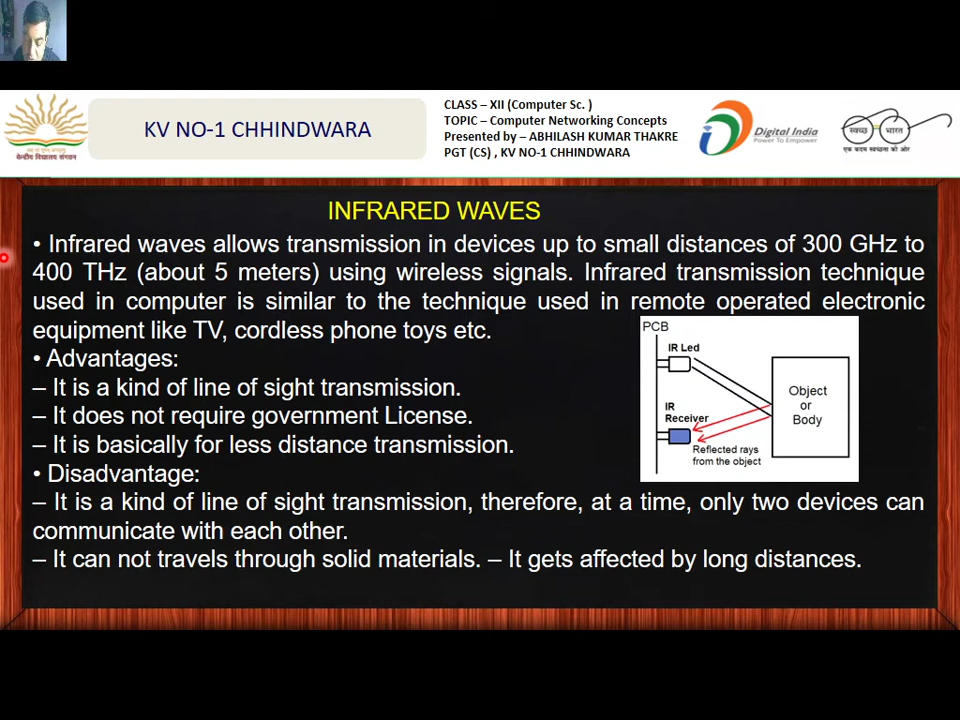 केन्द्रीय विद्यालय संगठन
KV NO-1 CHHINDWARA
CLASS – XII (Computer Sc. )
TOPIC – Computer Networking Concepts
Presented by – ABHILASH KUMAR THAKRE
PGT (CS) , KV NO-1 CHHINDWARA
Digital India
Power To Empower
स्वच्छ भारत
एक कदम स्वच्छता की ओर
INFRARED WAVES
• Infrared waves allows transmission in devices up to small distances of 300 GHz to
400 THz (about 5 meters) using wireless signals. Infrared transmission technique
used in computer is similar to the technique used in remote operated electronic
equipment like TV, cordless phone toys etc.
• Advantages:
– It is a kind of line of sight transmission.
– It does not require government License.
– It is basically for less distance transmission.
• Disadvantage:
– It is a kind of line of sight transmission, therefore, at a time, only two devices can
communicate with each other.
– It can not travels through solid materials. – It gets affected by long distances.
PCB
IR Led
IR
Receiver
Object
or
Body
Reflected rays
from the object